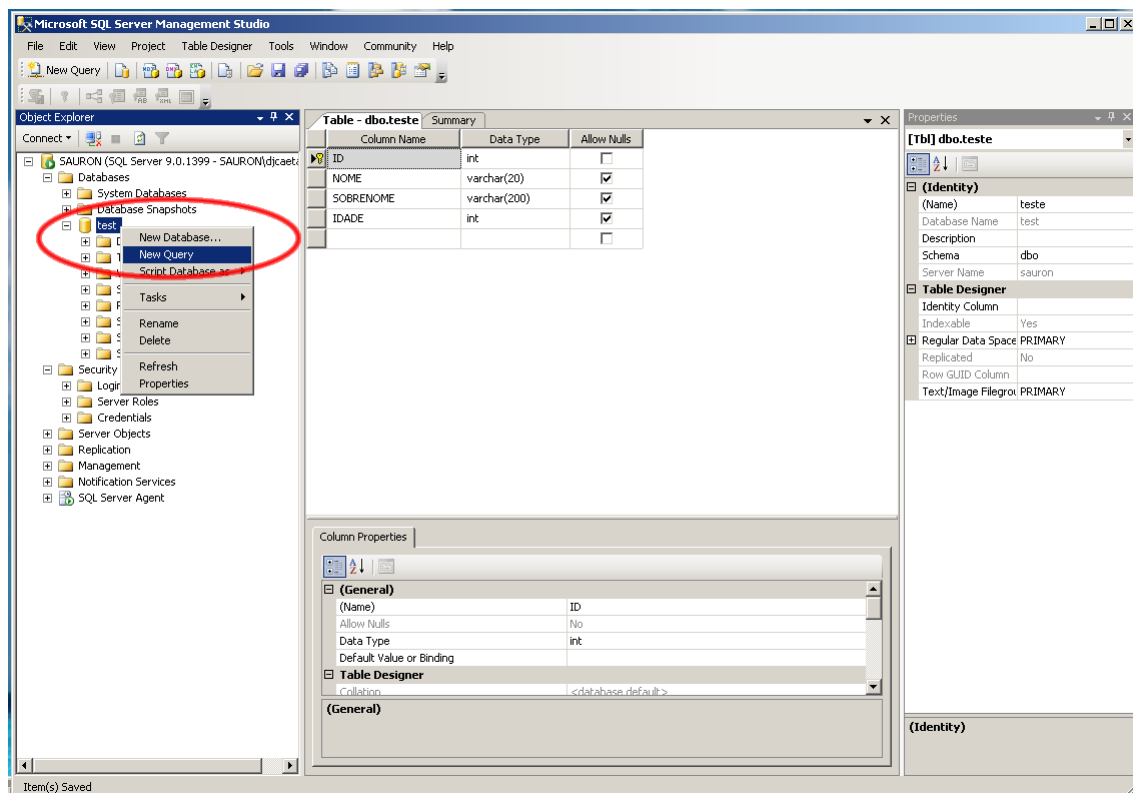 Microsoft SQL Server Management Studio
File Edit View Project Table Designer Tools Window Community Help
New Query
Object Explorer
Connect
SAURON (SQL Server 9.0.1399 - SAURON\djcaeta
Databases
System Databases
Database Snapshots
test
New Database...
New Query
Script Database as
Tasks
Rename
Delete
Refresh
Properties
Security
Login
Server Roles
Credentials
Server Objects
Replication
Management
Notification Services
SQL Server Agent
Table - dbo.teste Summary
Column Name Data Type Allow Nulls
ID int
NOME varchar(20)
SOBRENOME varchar(200)
IDADE int
Column Properties
(General)
(Name) ID
Allow Nulls No
Data Type int
Default Value or Binding
Table Designer
Collation <database default>
(General)
Properties
[Tbl] dbo.teste
(Identity)
(Name) teste
Database Name test
Description
Schema dbo
Server Name sauron
Table Designer
Identity Column
Indexable Yes
Regular Data Space PRIMARY
Replicated No
Row GUID Column
Text/Image Filegrou PRIMARY
(Identity)
Item(s) Saved